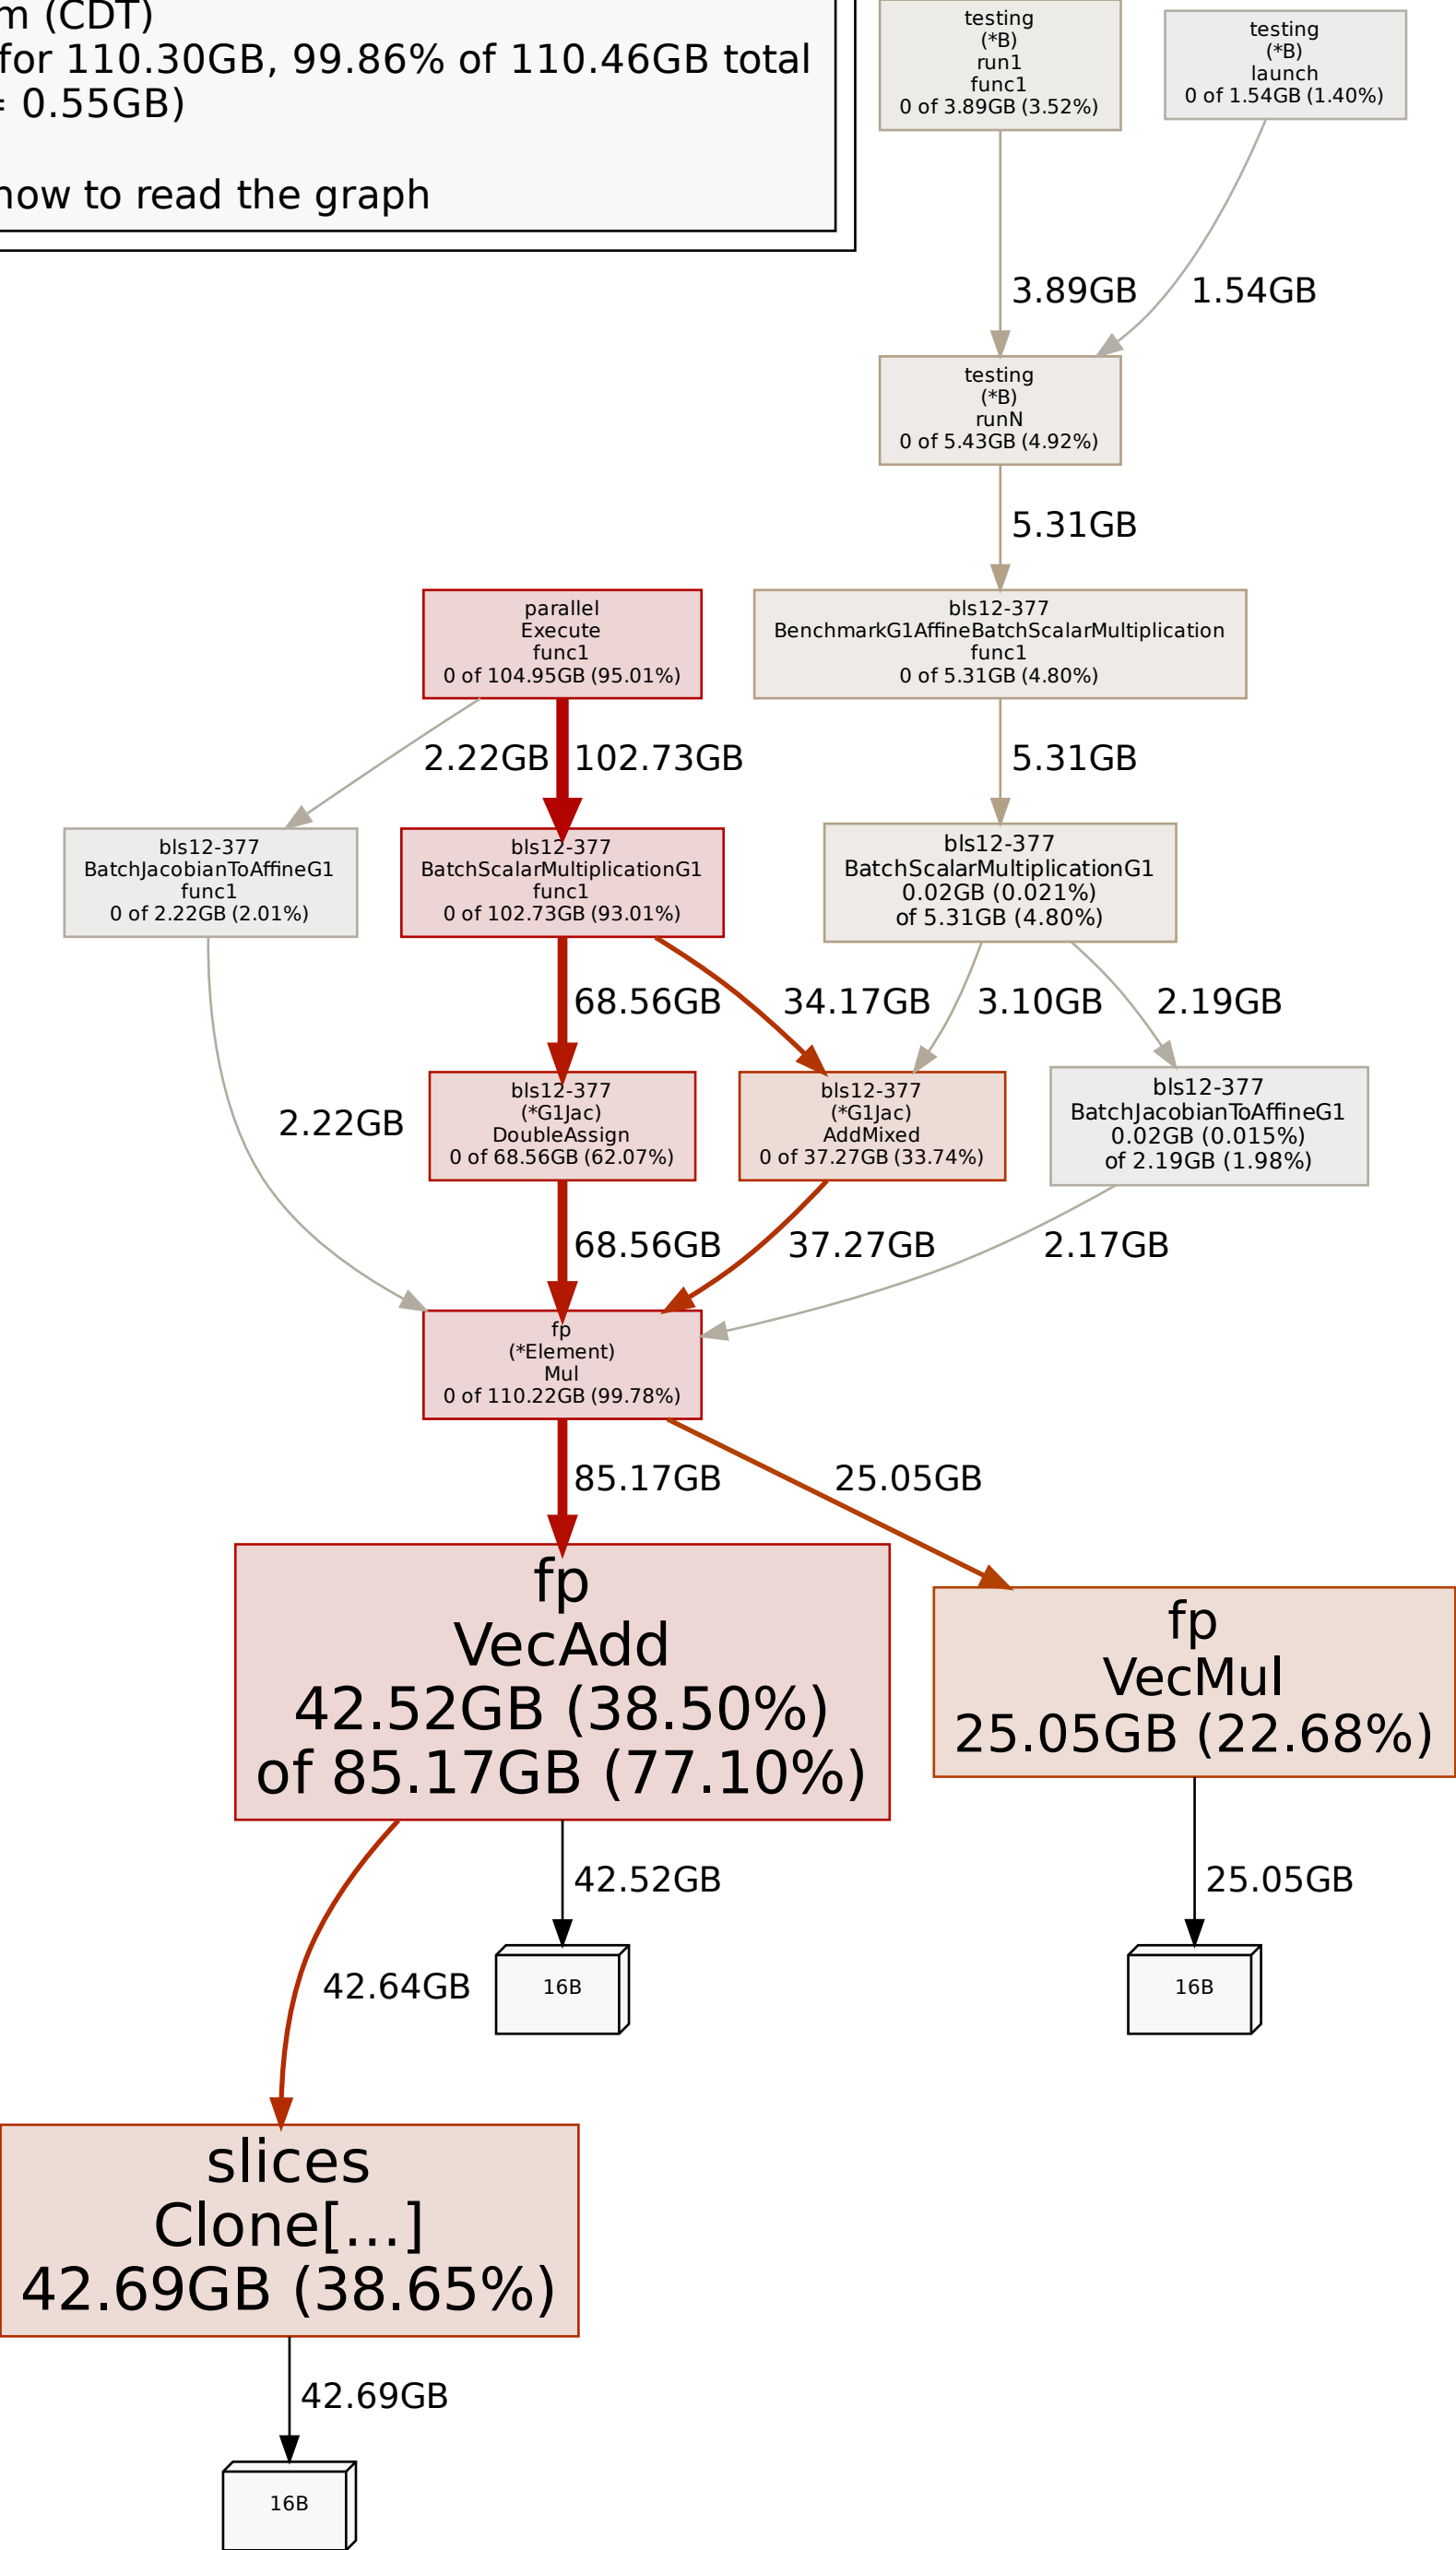 m (CDT)
for 110.30GB, 99.86% of 110.46GB total
= 0.55GB)
how to read the graph
testing
(*B)
run1
func1
0 of 3.89GB (3.52%)
testing
(*B)
launch
0 of 1.54GB (1.40%)
3.89GB
1.54GB
testing
(*B)
runN
0 of 5.43GB (4.92%)
5.31GB
parallel
Execute
func1
0 of 104.95GB (95.01%)
bls12-377
BenchmarkG1AffineBatchScalarMultiplication
func1
0 of 5.31GB (4.80%)
2.22GB
102.73GB
5.31GB
bls12-377
BatchJacobianToAffineG1
func1
0 of 2.22GB (2.01%)
bls12-377
BatchScalarMultiplicationG1
func1
0 of 102.73GB (93.01%)
bls12-377
BatchScalarMultiplicationG1
0.02GB (0.021%)
of 5.31GB (4.80%)
68.56GB
34.17GB
3.10GB
2.19GB
2.22GB
bls12-377
(*G1Jac)
DoubleAssign
0 of 68.56GB (62.07%)
bls12-377
(*G1Jac)
AddMixed
0 of 37.27GB (33.74%)
bls12-377
BatchJacobianToAffineG1
0.02GB (0.015%)
of 2.19GB (1.98%)
68.56GB
37.27GB
2.17GB
fp
(*Element)
Mul
0 of 110.22GB (99.78%)
85.17GB
25.05GB
fp
VecAdd
42.52GB (38.50%)
of 85.17GB (77.10%)
fp
VecMul
25.05GB (22.68%)
42.64GB
42.52GB
25.05GB
16B
16B
slices
Clone[...]
42.69GB (38.65%)
42.69GB
16B